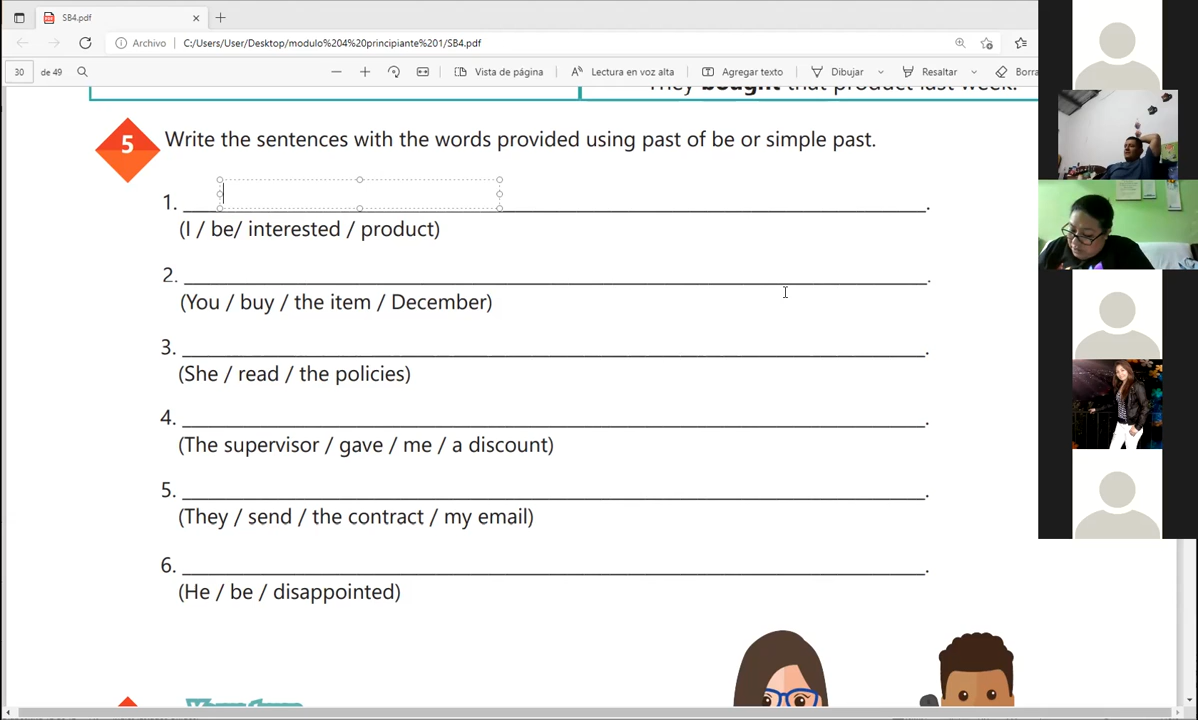 SB4.pdf
Archivo C:/Users/User/Desktop/modulo%204%20principiante%201/SB4.pdf
30 de 49 Vista de página Lectura en voz alta Agregar texto Dibujar Resaltar Borra
They bought that product last week.
5 Write the sentences with the words provided using past of be or simple past.
1. .
(I / be/ interested / product)
2. .
(You / buy / the item / December)
3. .
(She / read / the policies)
4. .
(The supervisor / gave / me / a discount)
5. .
(They / send / the contract / my email)
6. .
(He / be / disappointed)